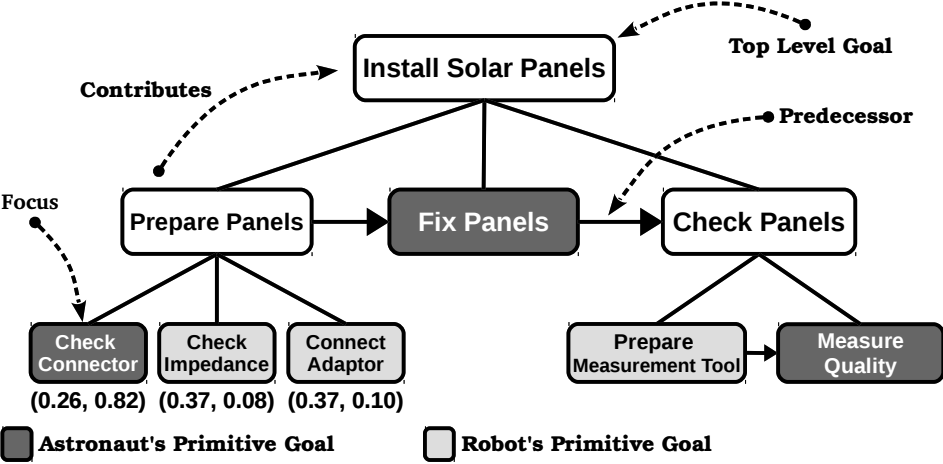 Top Level Goal
Install Solar Panels
Contributes
Predecessor
Focus
Prepare Panels
Fix Panels
Check Panels
Check
Connector
Check
Impedance
Connect
Adaptor
Prepare
Measurement Tool
Measure
Quality
(0.26, 0.82) (0.37, 0.08) (0.37, 0.10)
Astronaut's Primitive Goal
Robot's Primitive Goal